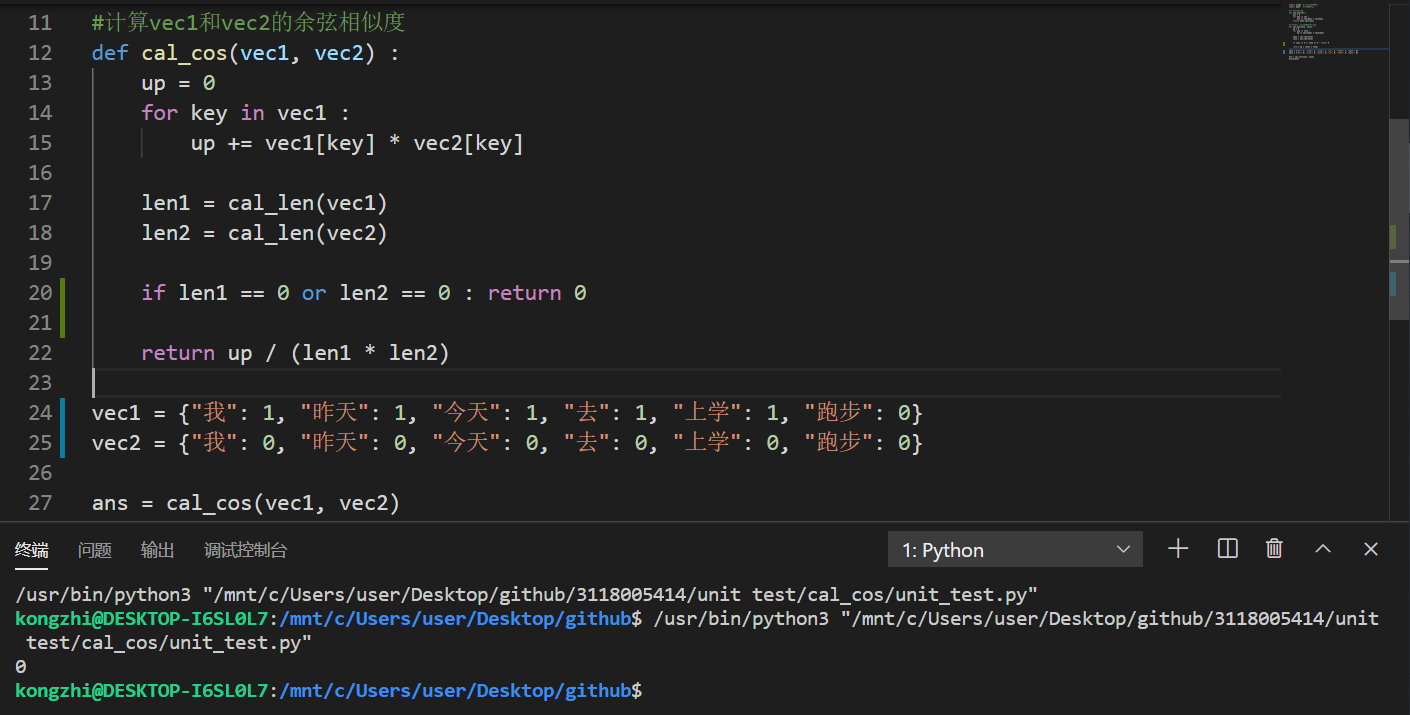 11 #计算vec1和vec2的余弦相似度
12 def cal_cos(vec1, vec2) :
13 up = 0
14 for key in vec1 :
15 up += vec1[key] * vec2[key]
16
17 len1 = cal_len(vec1)
18 len2 = cal_len(vec2)
19
20 if len1 == 0 or len2 == 0 : return 0
21
22 return up / (len1 * len2)
23
24 vec1 = {"我": 1, "昨天": 1, "今天": 1, "去": 1, "上学": 1, "跑步": 0}
25 vec2 = {"我": 0, "昨天": 0, "今天": 0, "去": 0, "上学": 0, "跑步": 0}
26
27 ans = cal_cos(vec1, vec2)
终端 问题 输出 调试控制台 1: Python
/usr/bin/python3 "/mnt/c/Users/user/Desktop/github/3118005414/unit test/cal_cos/unit_test.py"
kongzhi@DESKTOP-I6SL0L7:/mnt/c/Users/user/Desktop/github$ /usr/bin/python3 "/mnt/c/Users/user/Desktop/github/3118005414/unit
test/cal_cos/unit_test.py"
0
kongzhi@DESKTOP-I6SL0L7:/mnt/c/Users/user/Desktop/github$